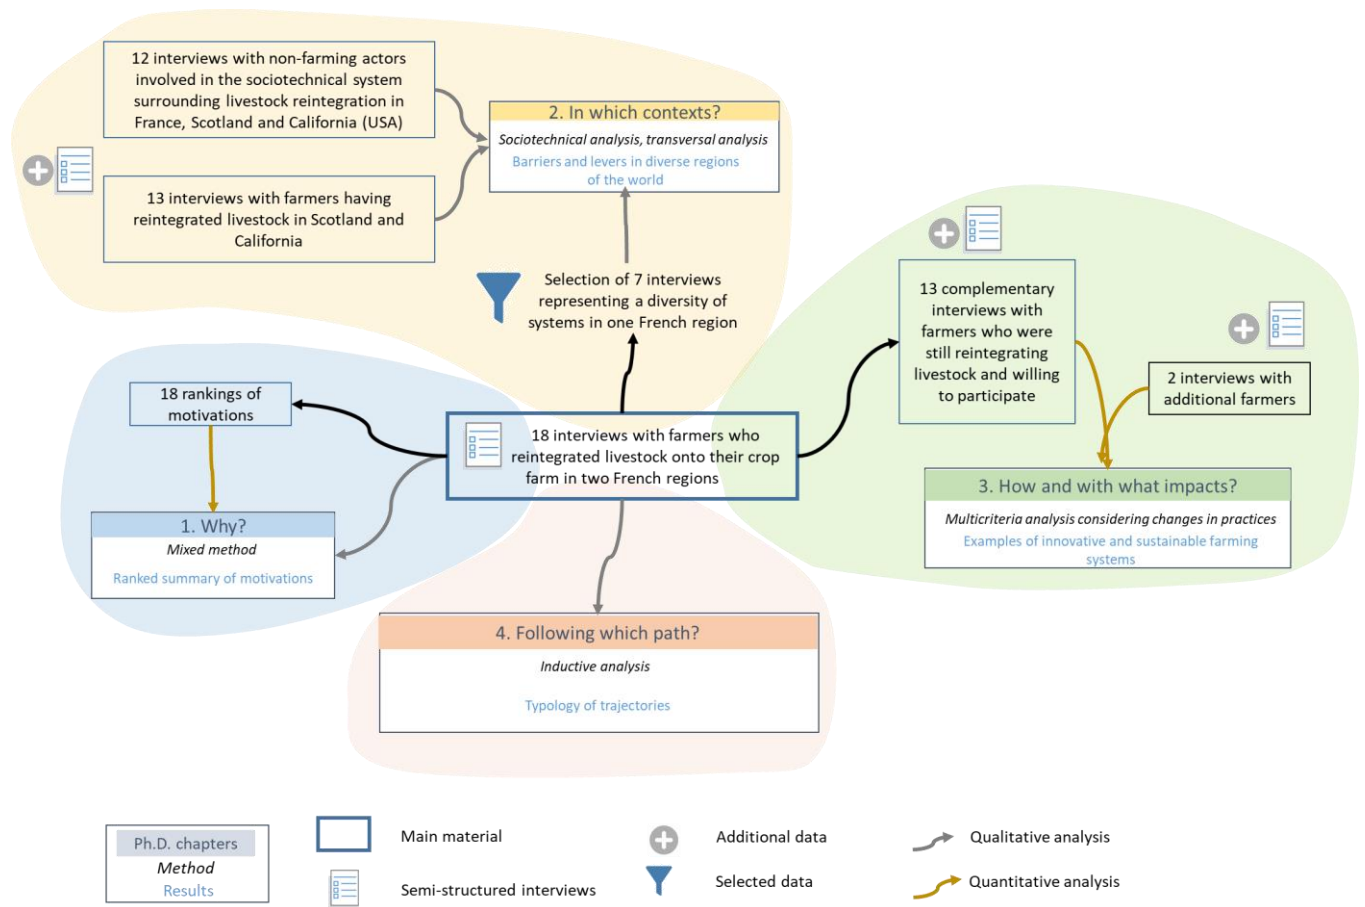 12 interviews with non-farming actors
involved in the sociotechnical system
surrounding livestock reintegration in
France, Scotland and California (USA)
13 interviews with farmers having
reintegrated livestock in Scotland and
California
2. In which contexts?
Sociotechnical analysis, transversal analysis
Barriers and levers in diverse regions
of the world
Selection of 7 interviews
representing a diversity of
systems in one French region
13 complementary
interviews with
farmers who were
still reintegrating
livestock and willing
to participate
2 interviews with
additional farmers
18 rankings of
motivations
18 interviews with farmers who
reintegrated livestock onto their crop
farm in two French regions
1. Why?
Mixed method
Ranked summary of motivations
3. How and with what impacts?
Multicriteria analysis considering changes in practices
Examples of innovative and sustainable farming
systems
4. Following which path?
Inductive analysis
Typology of trajectories
Ph.D. chapters
Method
Results
Main material
Semi-structured interviews
Additional data
Selected data
Qualitative analysis
Quantitative analysis